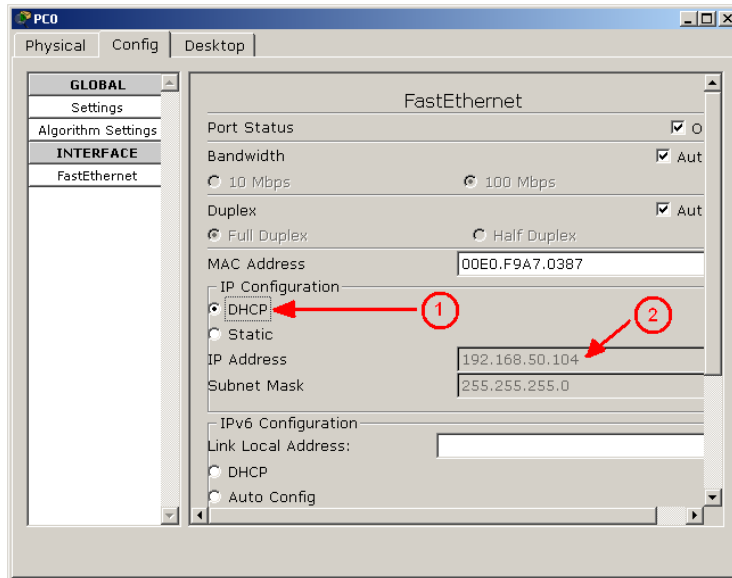 PC0
Physical Config Desktop
GLOBAL
Settings
Algorithm Settings
INTERFACE
FastEthernet
FastEthernet
Port Status O
Bandwidth Aut
10 Mbps 100 Mbps
Duplex Aut
Full Duplex Half Duplex
MAC Address 00E0.F9A7.0387
IP Configuration
DHCP 1
Static 2
IP Address 192.168.50.104
Subnet Mask 255.255.255.0
IPv6 Configuration
Link Local Address:
DHCP
Auto Config